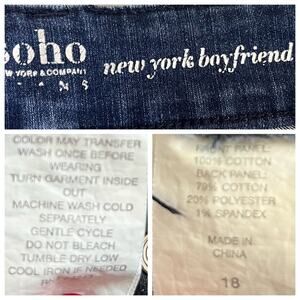 soho
NEW YORK & COMPANY
new york boyfriend
COLOR MAY TRANSFER
WASH ONCE BEFORE
WEARING
TURN GARMENT INSIDE
OUT
MACHINE WASH COLD
SEPARATELY
GENTLE CYCLE
DO NOT BLEACH
TUMBLE DRY LOW
COOL IRON IF NEEDED
FRONT PANEL:
100% COTTON
BACK PANEL:
79% COTTON
20% POLYESTER
1% SPANDEX
MADE IN
CHINA
18